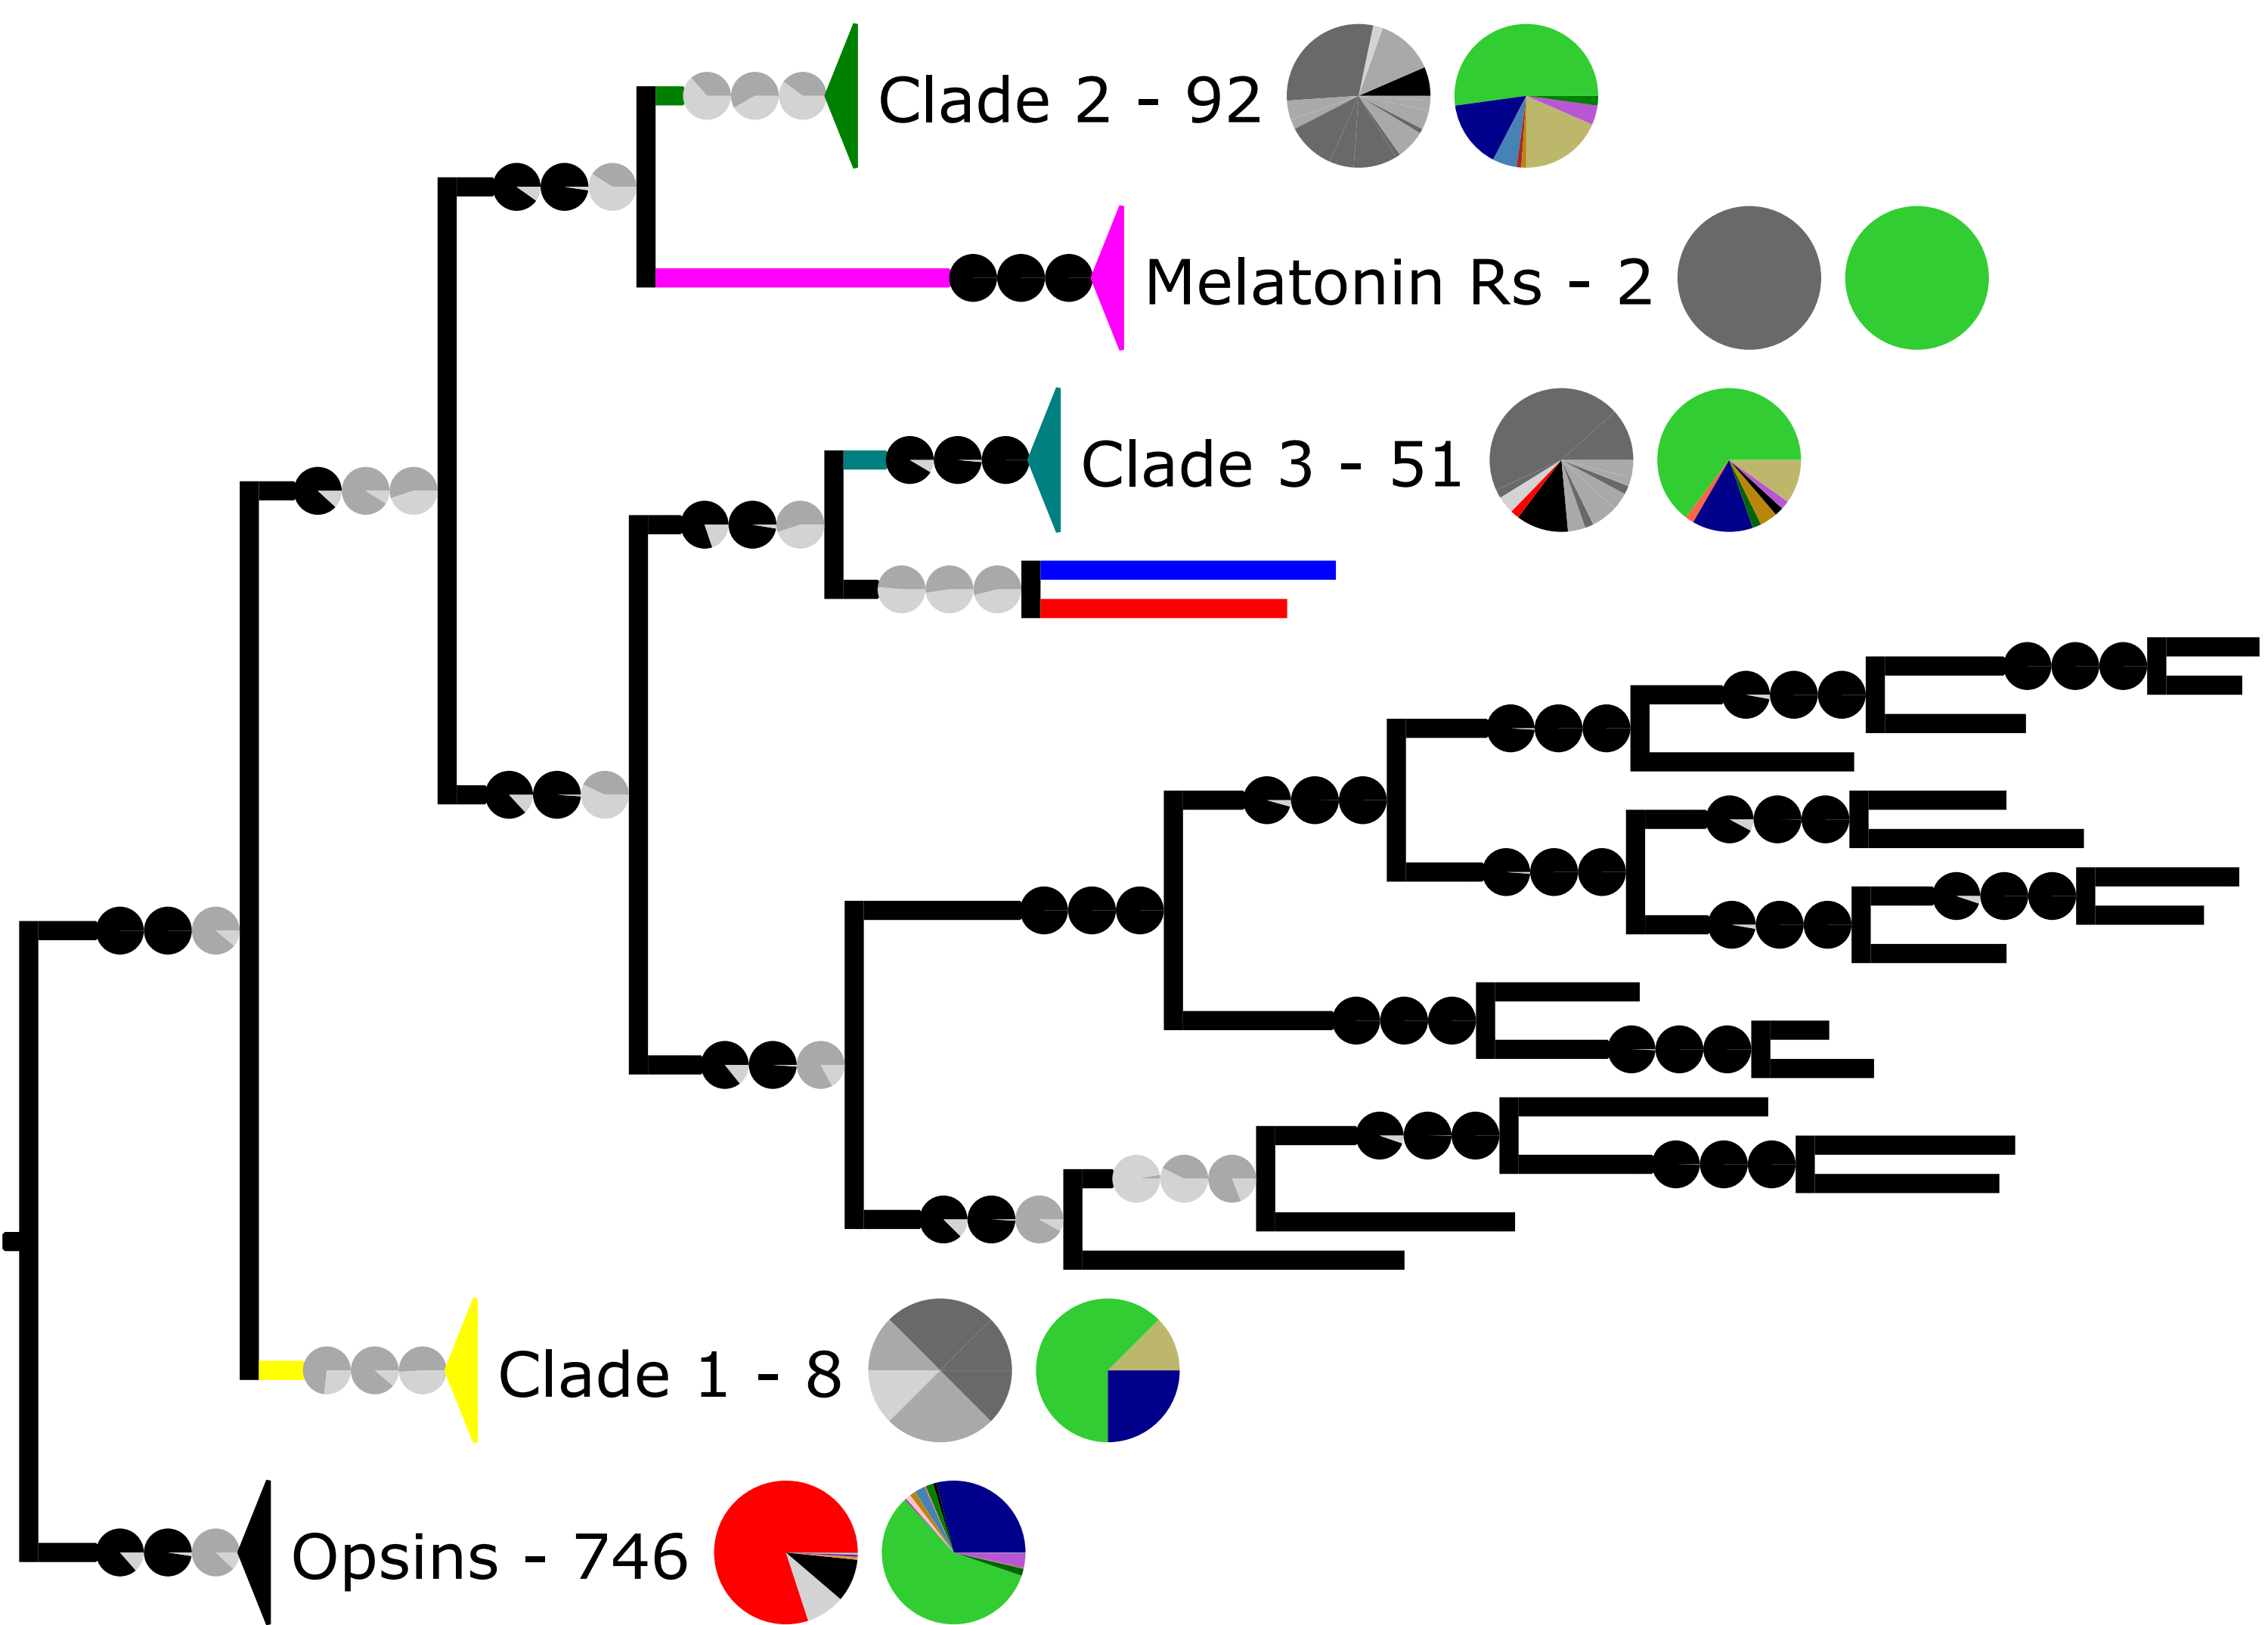 Clade 2 - 92
Melatonin Rs - 2
Clade 3 - 51
Clade 1 - 8
Opsins - 746